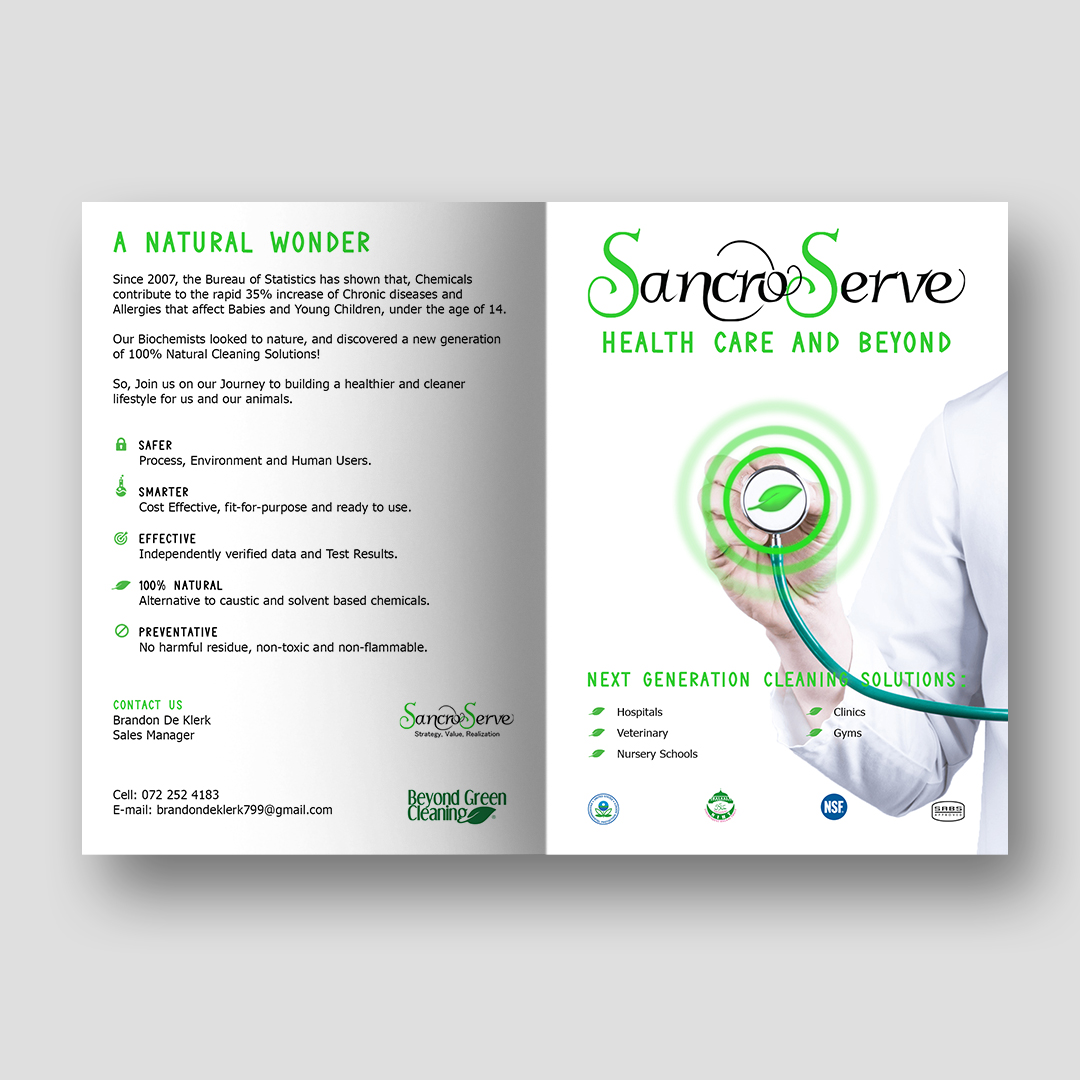 A NATURAL WONDER
Since 2007, the Bureau of Statistics has shown that, Chemicals
contribute to the rapid 35% increase of Chronic diseases and
Allergies that affect Babies and Young Children, under the age of 14.
Our Biochemists looked to nature, and discovered a new generation
of 100% Natural Cleaning Solutions!
So, Join us on our Journey to building a healthier and cleaner
lifestyle for us and our animals.
SAFER
Process, Environment and Human Users.
SMARTER
Cost Effective, fit-for-purpose and ready to use.
EFFECTIVE
Independently verified data and Test Results.
100% NATURAL
Alternative to caustic and solvent based chemicals.
PREVENTATIVE
No harmful residue, non-toxic and non-flammable.
CONTACT US
Brandon De Klerk
Sales Manager
SancroServe
Strategy, Value, Realization
Cell: 072 252 4183
E-mail: brandondeklerk799@gmail.com
Beyond Green
Cleaning®
SancroServe
HEALTH CARE AND BEYOND
NEXT GENERATION CLEANING SOLUTIONS:
Hospitals
Veterinary
Nursery Schools
Clinics
Gyms
NSF
SABS
APPROVED